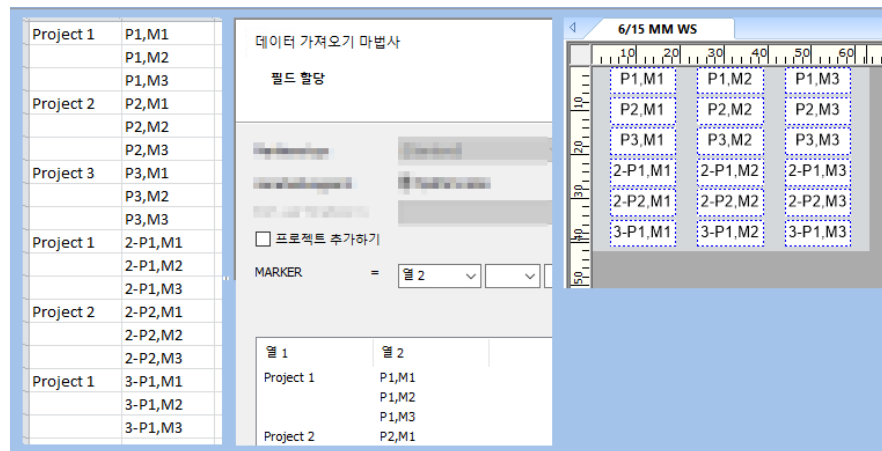 Project 1 P1,M1
P1,M2
P1,M3
Project 2 P2,M1
P2,M2
P2,M3
Project 3 P3,M1
P3,M2
P3,M3
Project 1 2-P1,M1
2-P1,M2
2-P1,M3
Project 2 2-P2,M1
2-P2,M2
2-P2,M3
Project 1 3-P1,M1
3-P1,M2
3-P1,M3
데이터 가져오기 마법사
필드 할당
프로젝트 추가하기
MARKER = 열 2
열 1 열 2
Project 1 P1,M1
P1,M2
P1,M3
Project 2 P2,M1
6/15 MM WS
10 20 30 40 50 60
P1,M1 P1,M2 P1,M3
10
P2,M1 P2,M2 P2,M3
20
P3,M1 P3,M2 P3,M3
2-P1,M1 2-P1,M2 2-P1,M3
30
2-P2,M1 2-P2,M2 2-P2,M3
40
3-P1,M1 3-P1,M2 3-P1,M3
50